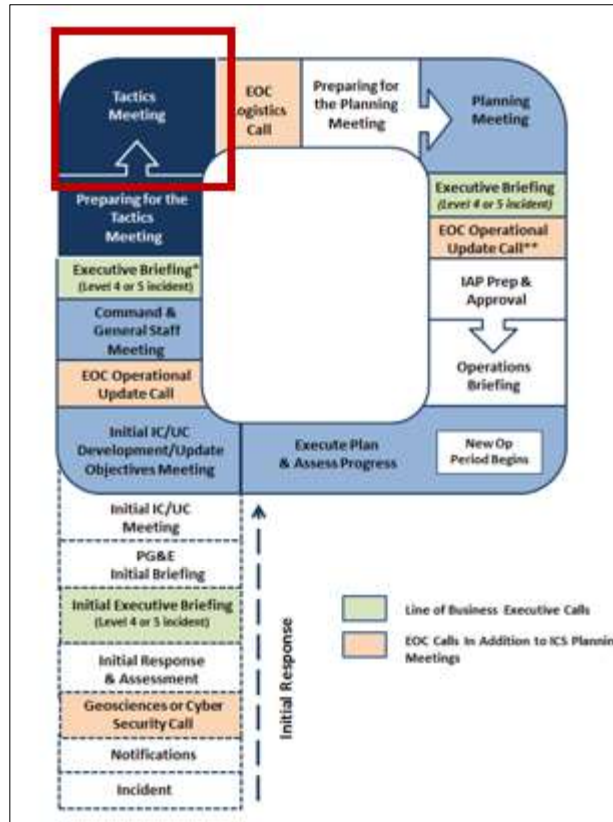 Tactics
Meeting
EOC
Logistics
Call
Preparing for
the Planning
Meeting
Planning
Meeting
Preparing for the
Tactics
Meeting
Executive Briefing*
(Level 4 or 5 incident)
Command &
General Staff
Meeting
EOC Operational
Update Call
Executive Briefing
(Level 4 or 5 incident)
EOC Operational
Update Call**
IAP Prep &
Approval
Operations
Briefing
Initial IC/UC
Development/Update
Objectives Meeting
Execute Plan
& Assess Progress
New Op
Period Begins
Initial IC/UC
Meeting
PG&E
Initial Briefing
Initial Executive Briefing
(Level 4 or 5 incident)
Initial Response
& Assessment
Geosciences or Cyber
Security Call
Notifications
Incident
Initial Response
Line of Business Executive Calls
EOC Calls In Addition to ICS Plannin
Meetings